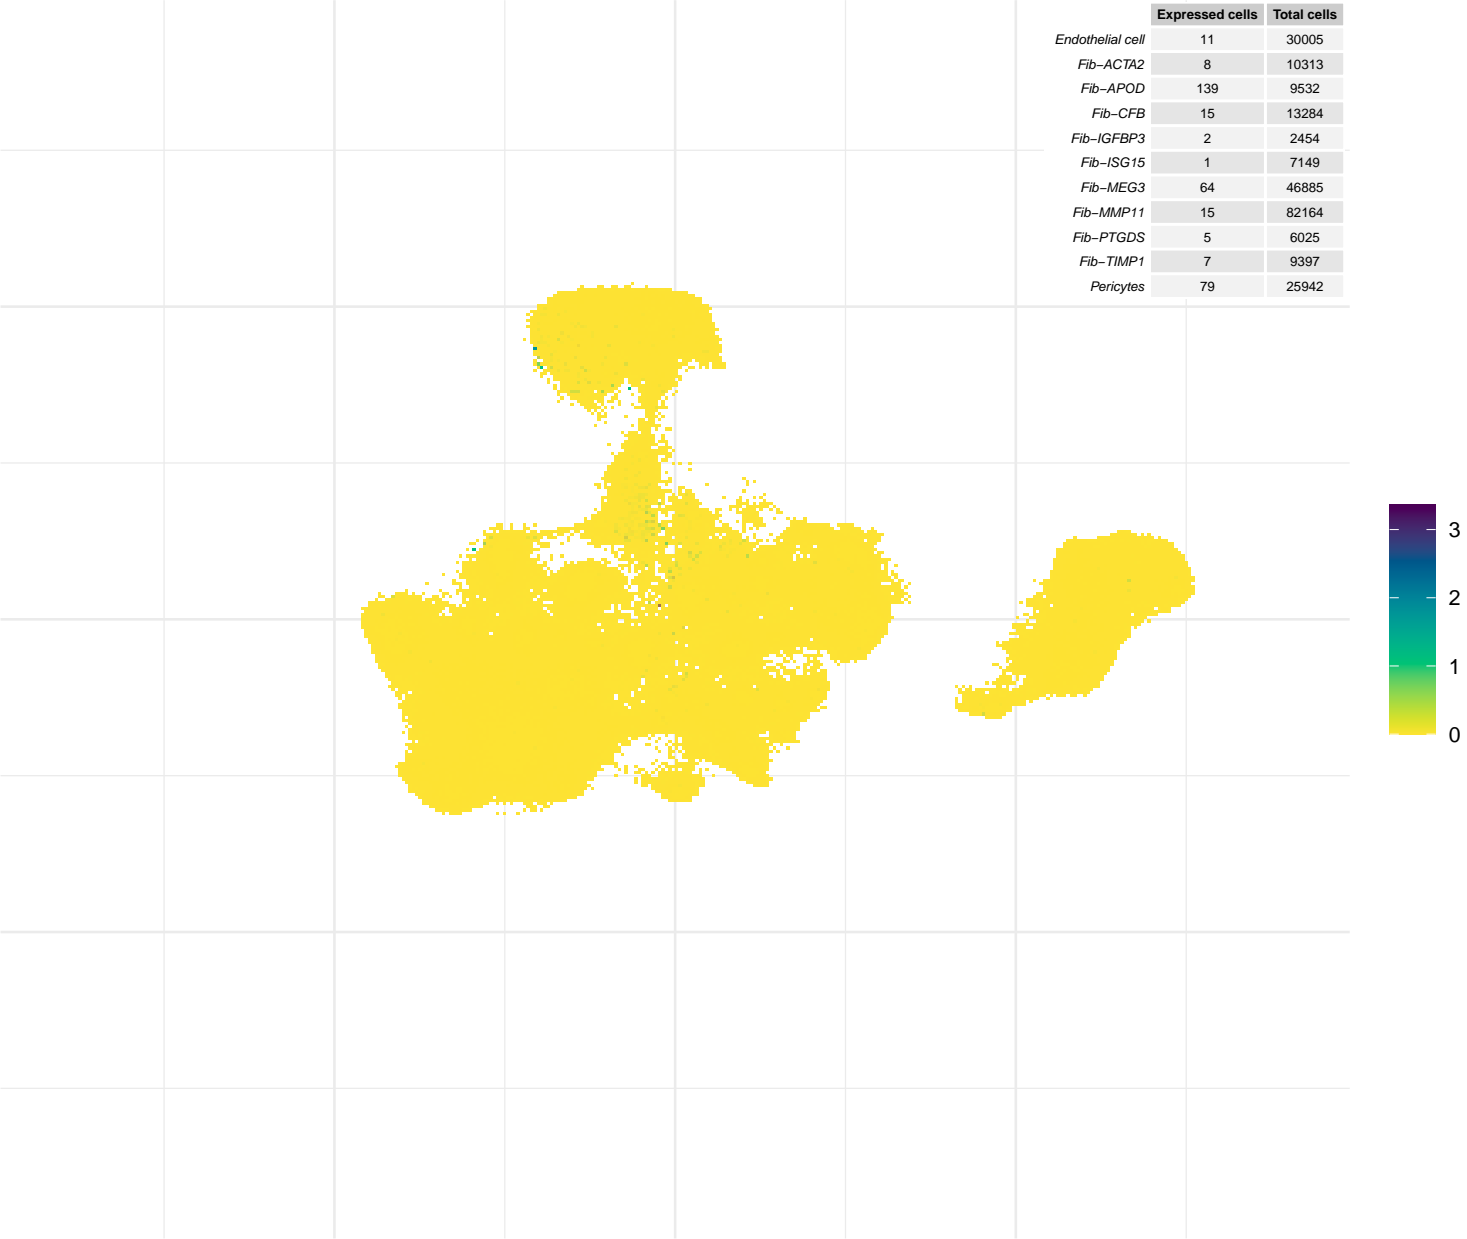 Expressed cells Total cells
Endothelial cell 11 30005
Fib−ACTA2 8 10313
Fib−APOD 139 9532
Fib−CFB 15 13284
Fib−IGFBP3 2 2454
Fib−ISG15 1 7149
Fib−MEG3 64 46885
Fib−MMP11 15 82164
Fib−PTGDS 5 6025
Fib−TIMP1 7 9397
Pericytes 79 25942
3
2
1
0